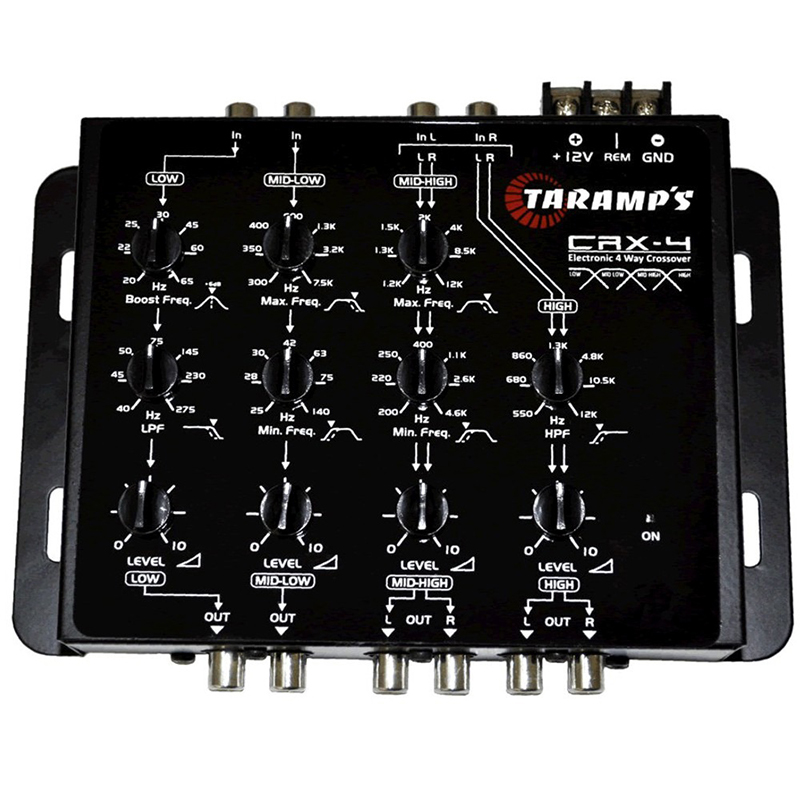 In In In L In R
+12V REM GND
L R L R
LOW MID-LOW MID-HIGH
TARAMP'S
CRX-4
Electronic 4 Way Crossover
LOW MID LOW MID HIGH HIGH
30 600 2K
25 45 400 1.3K 1.5K 4K
22 60 350 3.2K 1.3K 8.5K
20 65 300 7.5K 1.2K 12K
Hz Hz Hz
Boost Freq. +6dB Max. Freq. Max. Freq.
HIGH
75 42 400 1.3K
50 145 30 63 250 1.1K 860 4.8K
45 230 28 75 220 2.6K 680 10.5K
40 275 25 140 200 4.6K 550 12K
Hz Hz Hz Hz
LPF Min. Freq. Min. Freq. HPF
0 10 0 10 0 10 0 10
ON
LEVEL LEVEL LEVEL LEVEL
LOW MID-LOW MID-HIGH HIGH
OUT OUT L OUT R L OUT R